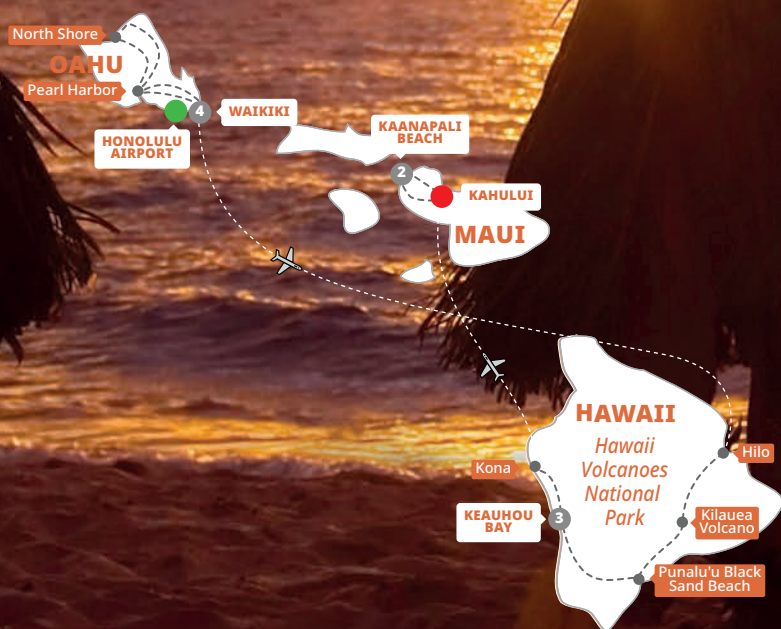 North Shore
OAHU
Pearl Harbor
4
WAIKIKI
HONOLULU
AIRPORT
KAANAPALI
BEACH
2
KAHULUI
MAUI
HAWAII
Hawaii
Volcanoes
National
Park
Kona
Hilo
KEAUHOU
BAY
3
Kilauea
Volcano
Punalu'u Black
Sand Beach